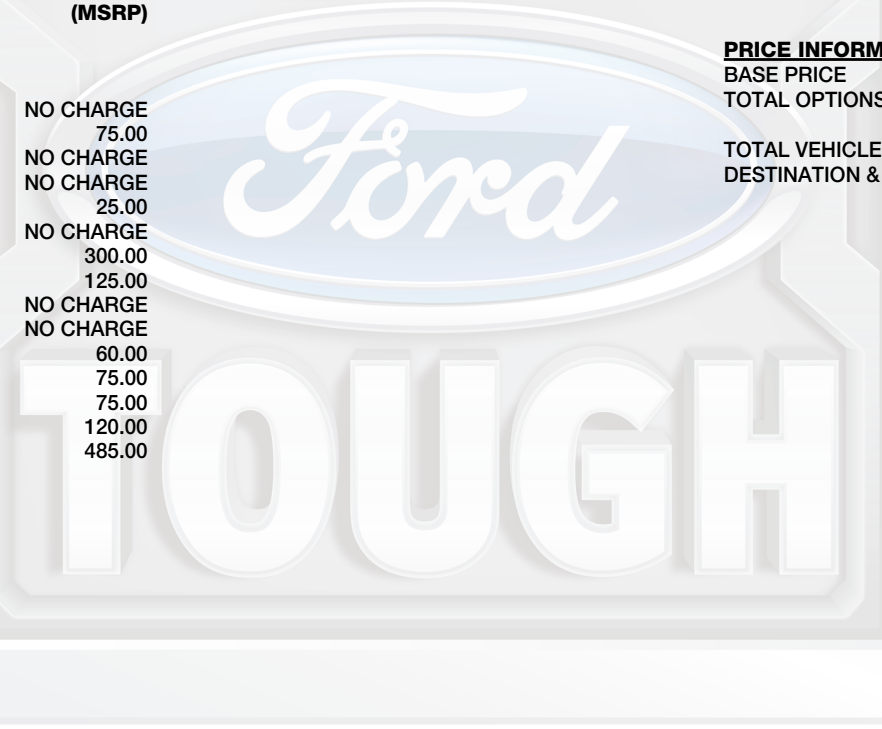 (MSRP)
NO CHARGE
75.00
NO CHARGE
NO CHARGE
25.00
NO CHARGE
300.00
125.00
NO CHARGE
NO CHARGE
60.00
75.00
75.00
120.00
485.00
PRICE INFORM
BASE PRICE
TOTAL OPTIONS
TOTAL VEHICLE
DESTINATION &
Ford
TOUGH